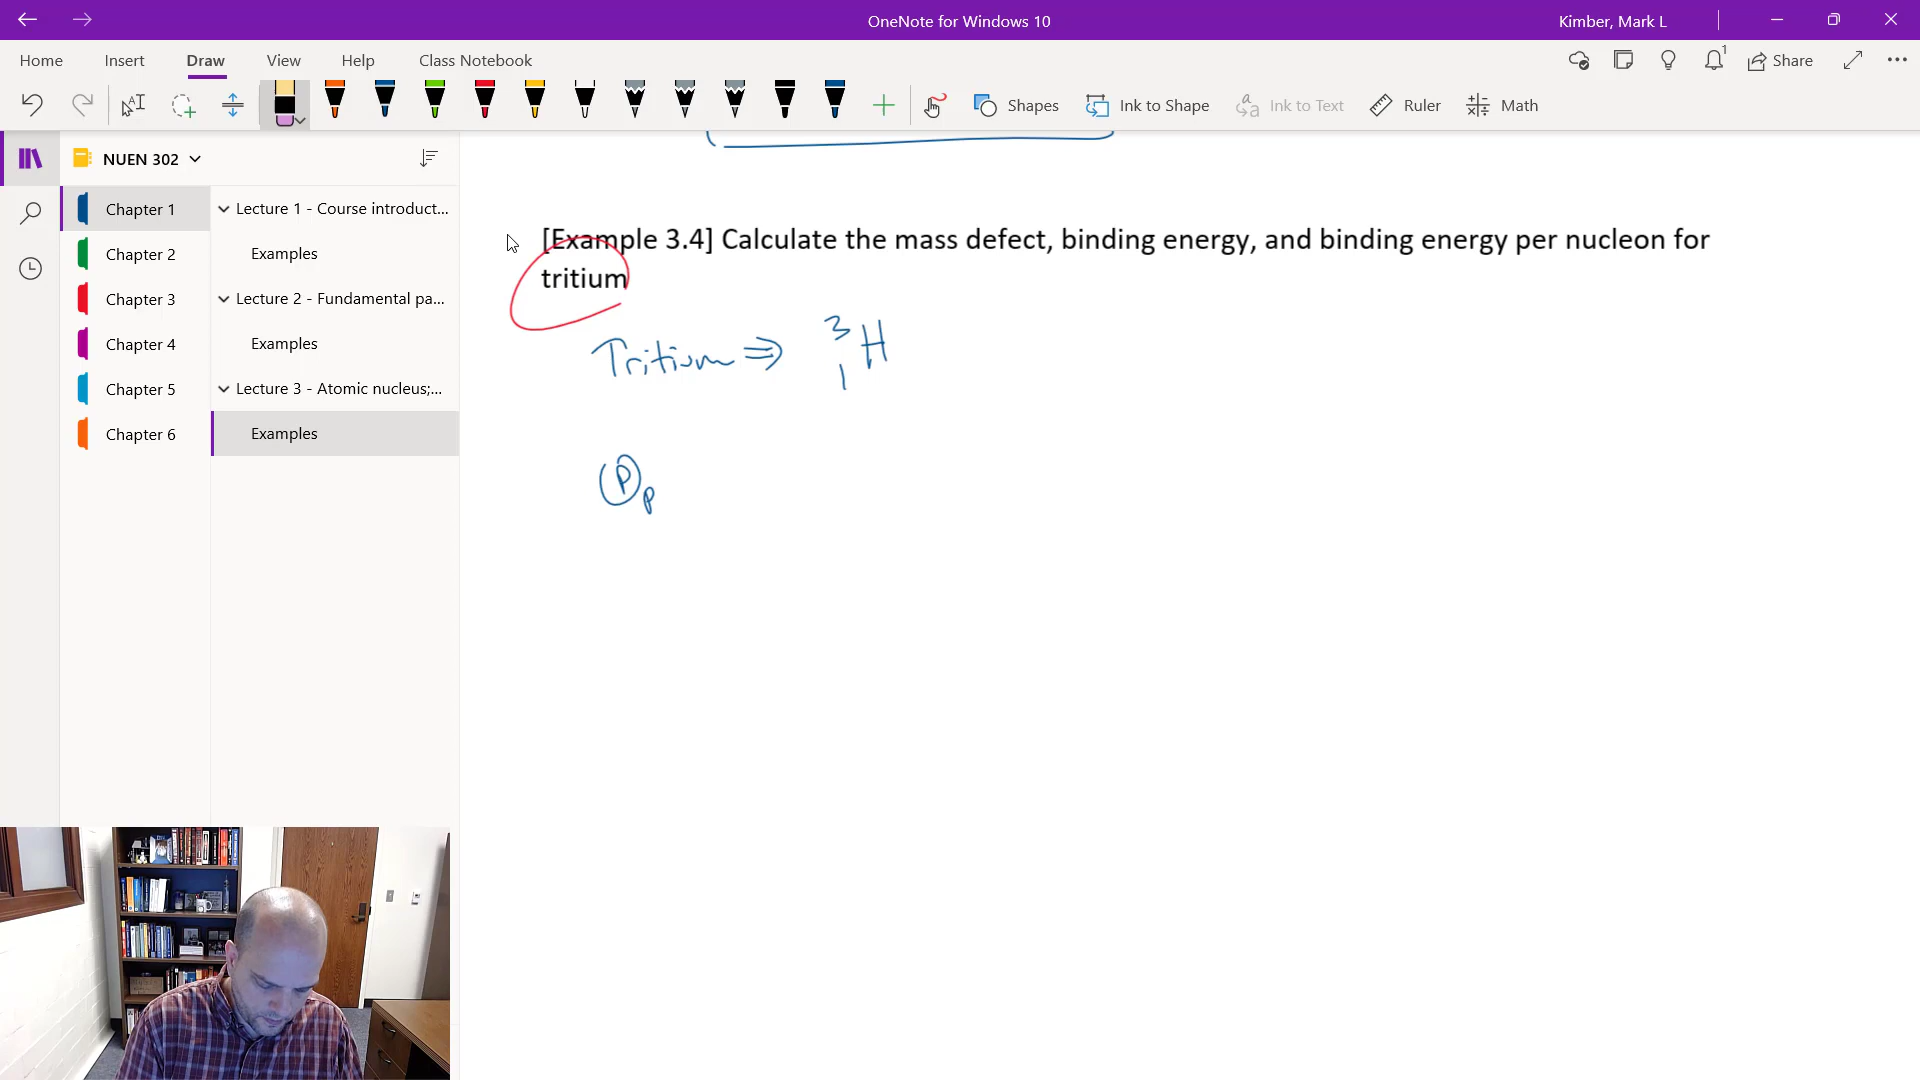 OneNote for Windows 10
Kimber, Mark L
Home Insert Draw View Help Class Notebook
1
Share
Shapes Ink to Shape Ink to Text Ruler Math
NUEN 302
Chapter 1
Chapter 2
Chapter 3
Chapter 4
Chapter 5
Chapter 6
Lecture 1 - Course introduct...
Examples
Lecture 2 - Fundamental pa...
Examples
Lecture 3 - Atomic nucleus;...
Examples
[Example 3.4] Calculate the mass defect, binding energy, and binding energy per nucleon for
tritium
Tritium ⇒ ³₁H
P P